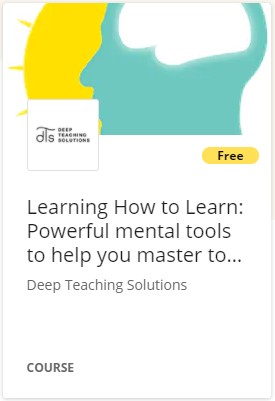 dTs DEEP
TEACHING
SOLUTIONS
Free
Learning How to Learn:
Powerful mental tools
to help you master to...
Deep Teaching Solutions
COURSE